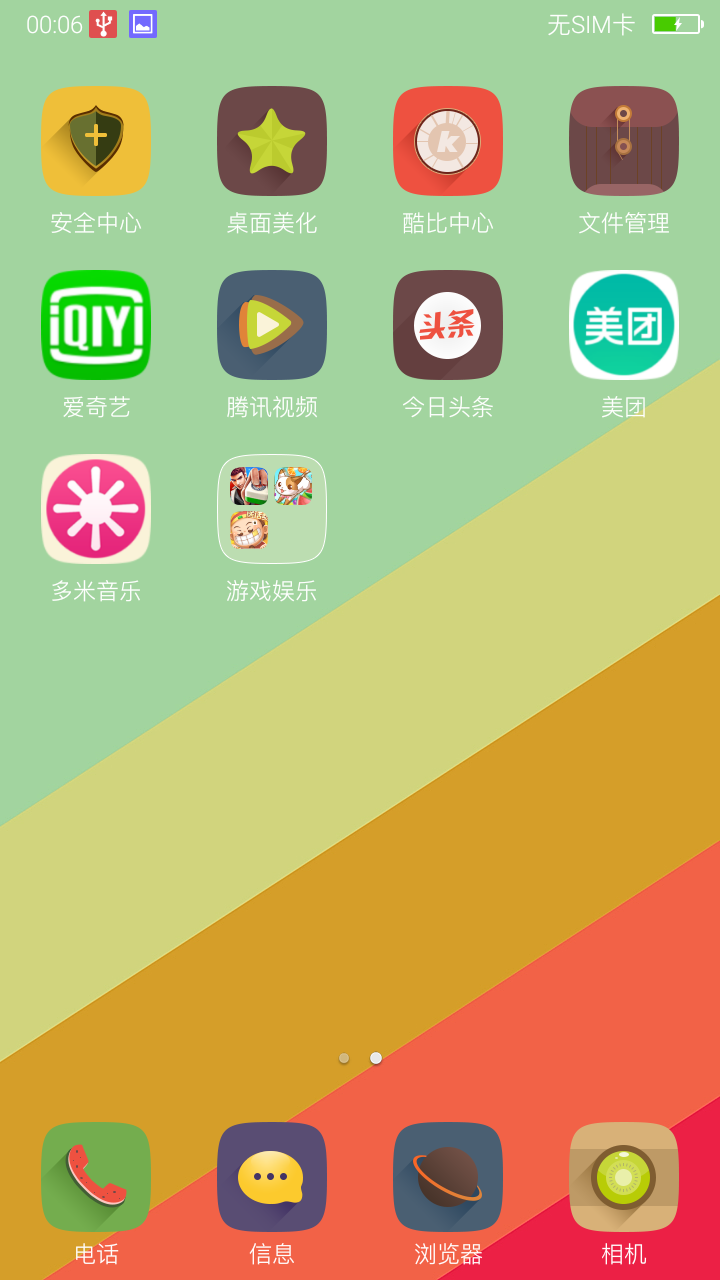 00:06 无SIM卡
安全中心 桌面美化 酷比中心 文件管理
iQIYI 头条 美团
爱奇艺 腾讯视频 今日头条 美团
多米音乐 游戏娱乐
电话 信息 浏览器 相机